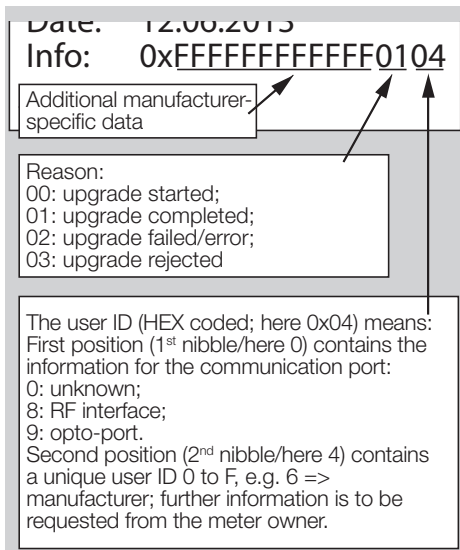 Date: 12.06.2013
Info: 0xFFFFFFFFFFFF0104
Additional manufacturer-
specific data
Reason:
00: upgrade started;
01: upgrade completed;
02: upgrade failed/error;
03: upgrade rejected
The user ID (HEX coded; here 0x04) means:
First position (1st nibble/here 0) contains the
information for the communication port:
0: unknown;
8: RF interface;
9: opto-port.
Second position (2nd nibble/here 4) contains
a unique user ID 0 to F, e.g. 6 =>
manufacturer; further information is to be
requested from the meter owner.